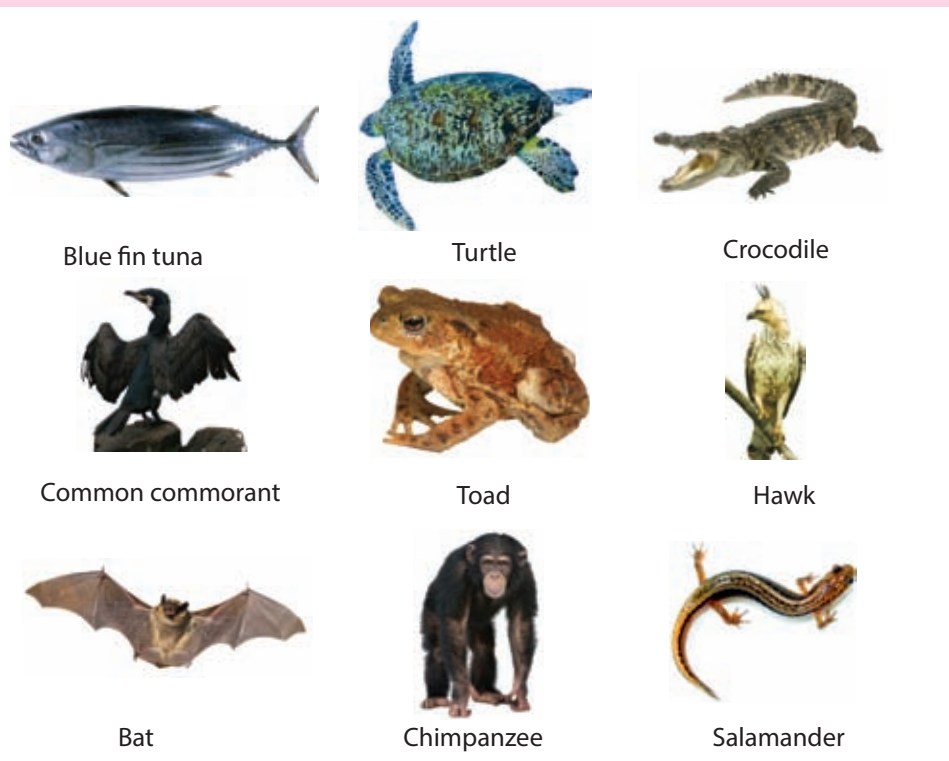 Blue fin tuna
Turtle
Crocodile
Common commorant
Toad
Hawk
Bat
Chimpanzee
Salamander